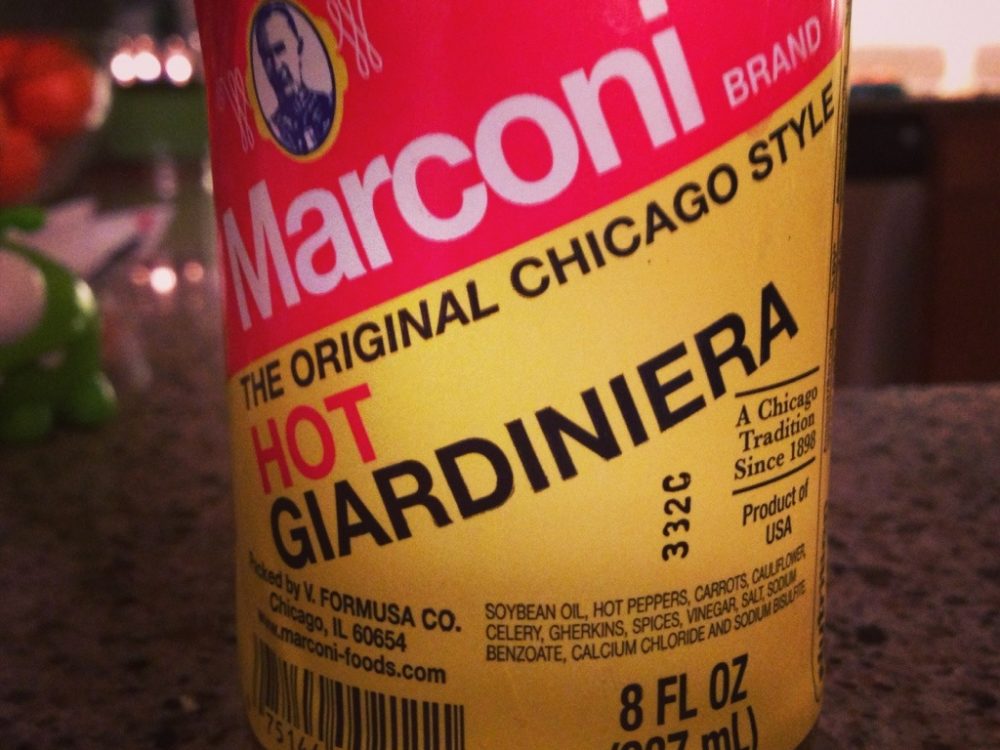 Marconi
BRAND
THE ORIGINAL CHICAGO STYLE
HOT
GIARDINIERA
A Chicago
Tradition
Since 1898
Product of
USA
332G
Packed by V. FORMUSA CO.
Chicago, IL 60654
www.marconi-foods.com
SOYBEAN OIL, HOT PEPPERS, CARROTS, CAULIFLOWER,
CELERY, GHERKINS, SPICES, VINEGAR, SALT, SODIUM
BENZOATE, CALCIUM CHLORIDE AND SODIUM BISULFITE
8 FL OZ
mL)